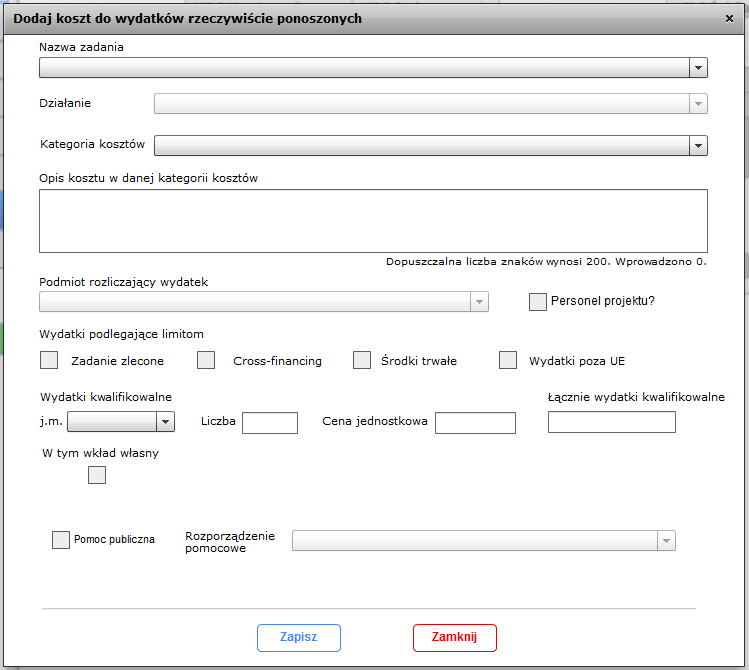 Dodaj koszt do wydatków rzeczywiście ponoszonych
×
Nazwa zadania
Działanie
Kategoria kosztów
Opis kosztu w danej kategorii kosztów
Dopuszczalna liczba znaków wynosi 200. Wprowadzono 0.
Podmiot rozliczający wydatek
Personel projektu?
Wydatki podlegające limitom
Zadanie zlecone Cross-financing Środki trwałe Wydatki poza UE
Wydatki kwalifikowalne Łącznie wydatki kwalifikowalne
j.m. Liczba Cena jednostkowa
W tym wkład własny
Pomoc publiczna Rozporządzenie
pomocowe
Zapisz Zamknij